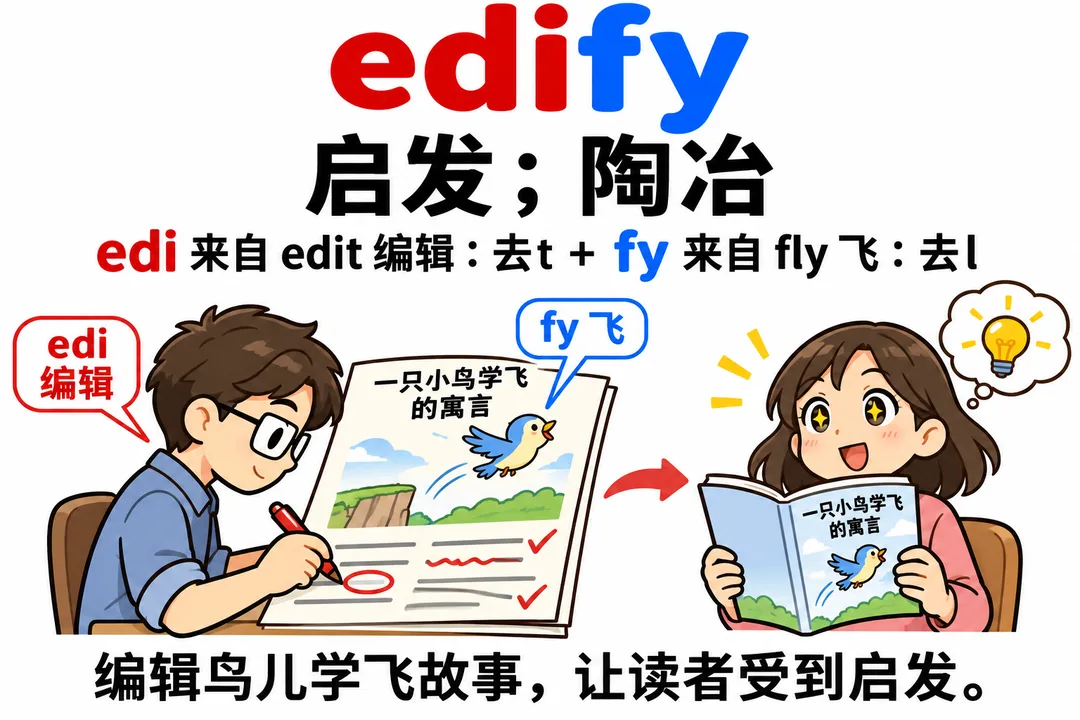 edify
启发；陶冶
edi 来自 edit 编辑：去t + fy 来自 fly 飞：去l
edi
编辑
一只小鸟学飞
的寓言
fy 飞
一只小鸟学飞
的寓言
编辑鸟儿学飞故事，让读者受到启发。